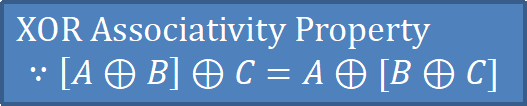 XOR Associativity Property
∵ [A ⊕ B] ⊕ C = A ⊕ [B ⊕ C]